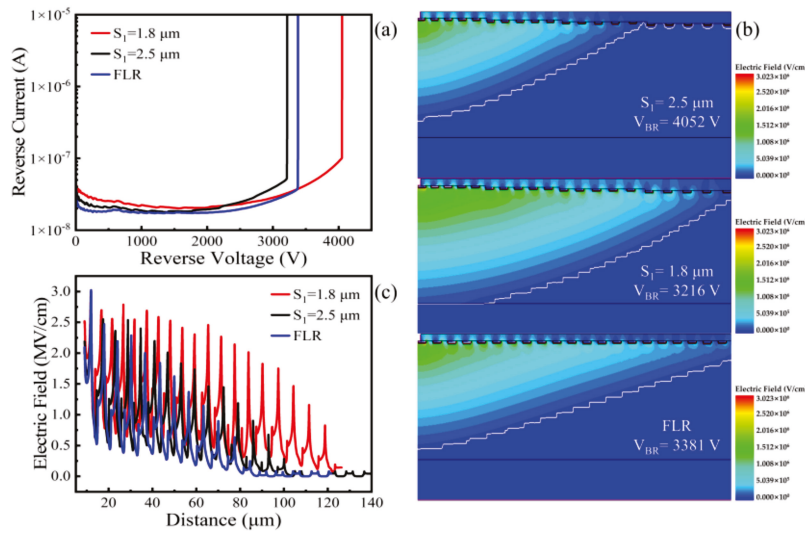 (a)
S1=1.8 μm
S1=2.5 μm
FLR
Reverse Current (A)
1×10-5
1×10-6
1×10-7
1×10-8
0
1000
2000
3000
4000
Reverse Voltage (V)
(c)
S1=1.8 μm
S1=2.5 μm
FLR
Electric Field (MV/cm)
3.0
2.5
2.0
1.5
1.0
0.5
0.0
20
40
60
80
100
120
140
Distance (μm)
(b)
S1= 2.5 μm
VBR= 4052 V
Electric Field (V/cm
3.023×10⁶
2.520×10⁶
2.016×10⁶
1.512×10⁶
1.008×10⁶
5.039×10⁵
0.000×10⁰
S1= 1.8 μm
VBR= 3216 V
Electric Field (V/cm
3.023×10⁶
2.520×10⁶
2.016×10⁶
1.512×10⁶
1.008×10⁶
5.039×10⁵
0.000×10⁰
FLR
VBR= 3381 V
Electric Field (V/cm)
3.023×10⁶
2.520×10⁶
2.016×10⁶
1.512×10⁶
1.008×10⁶
5.039×10⁵
0.000×10⁰